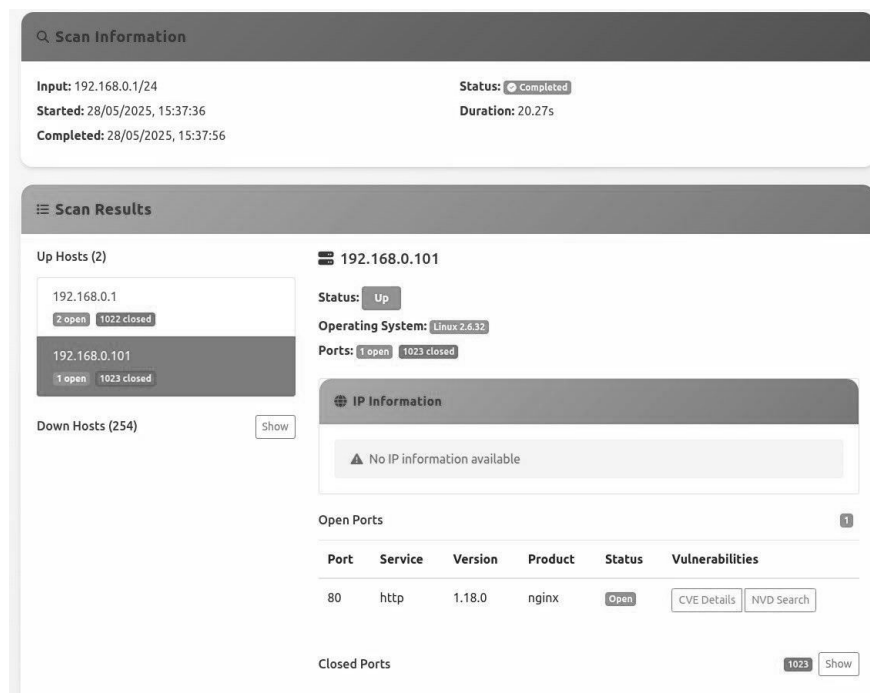 Scan Information
Input: 192.168.0.1/24
Status: Completed
Started: 28/05/2025, 15:37:36
Duration: 20.27s
Completed: 28/05/2025, 15:37:56
Scan Results
Up Hosts (2)
192.168.0.1
2 open 1022 closed
192.168.0.101
1 open 1023 closed
Down Hosts (254) Show
192.168.0.101
Status: Up
Operating System: Linux 2.6.32
Ports: 1 open 1023 closed
IP Information
No IP information available
Open Ports 1
Port Service Version Product Status Vulnerabilities
80 http 1.18.0 nginx Open CVE Details NVD Search
Closed Ports 1023 Show